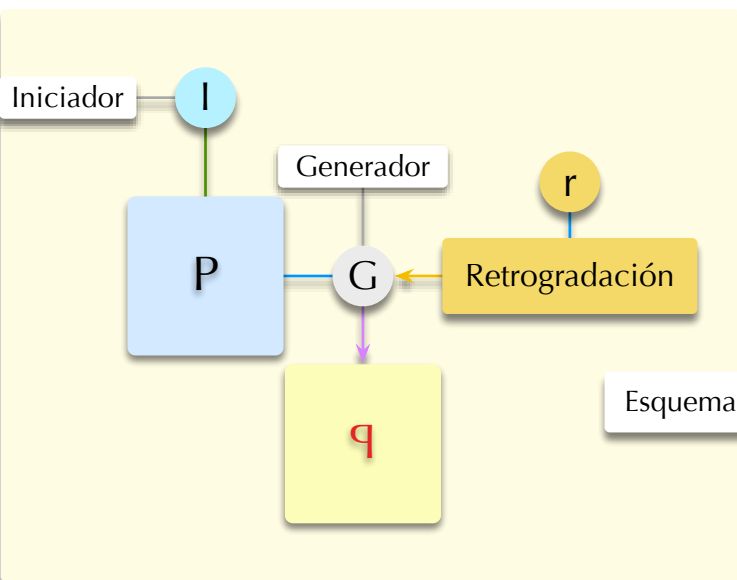 Iniciador
I
Generador
r
P
G
Retrogradación
Esquema
q